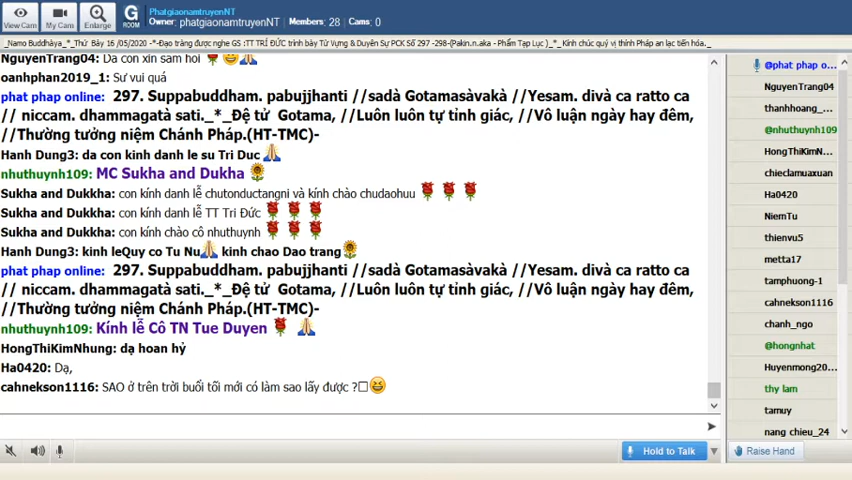 View Cam
My Cam
Enlarge
G ROOM
PhatgiaonamtruyenNT
Owner: phatgiaonamtruyenNT Members: 28 Cams: 0
_Namo Buddhàya_*_Thứ Bảy 16 /05/2020 -*-Đạo tràng được nghe GS :TT TRÍ ĐỨC trình bày Từ Vựng & Duyên Sự PCK Số 297 -298-(Pakin.n.aka - Phẩm Tạp Lục )_*_ Kính chúc quý vị thính Pháp an lạc tiến hóa._
NguyenTrang04: Dạ con xin sám hối
oanhphan2019_1: Sư vui quá
phat phap online: 297. Suppabuddham. pabujjhanti //sadà Gotamasàvakà //Yesam. divà ca ratto ca
// niccam. dhammagatà sati._*_Đệ tử Gotama, //Luôn luôn tự tỉnh giác, //Vô luận ngày hay đêm,
//Thường tưởng niệm Chánh Pháp.(HT-TMC)-
Hanh Dung3: da con kinh danh le su Tri Duc
nhuthuynh109: MC Sukha and Dukha
Sukha and Dukkha: con kính danh lễ chutonductangni và kính chào chudaohuu
Sukha and Dukkha: con kính danh lễ TT Tri Đức
Sukha and Dukkha: con kính chào cô nhuthuynh
Hanh Dung3: kinh leQuy co Tu Nu kinh chao Dao trang
phat phap online: 297. Suppabuddham. pabujjhanti //sadà Gotamasàvakà //Yesam. divà ca ratto ca
// niccam. dhammagatà sati._*_Đệ tử Gotama, //Luôn luôn tự tỉnh giác, //Vô luận ngày hay đêm,
//Thường tưởng niệm Chánh Pháp.(HT-TMC)-
nhuthuynh109: Kính lễ Cô TN Tue Duyen
HongThiKimNhung: dạ hoan hỷ
Ha0420: Dạ,
cahnekson1116: SAO ở trên trời buổi tối mới có làm sao lấy được ?
@phat phap o...
NguyenTrang04
thanhhoang_...
@nhuthuynh109
HongThiKimN...
chieclamuaxuan
Ha0420
NiemTu
thienvu5
metta17
tamphuong-1
cahnekson1116
chanh_ngo
@hongnhat
Huyenmong20...
thy lam
tamuy
nang chieu_24
Hold to Talk
Raise Hand